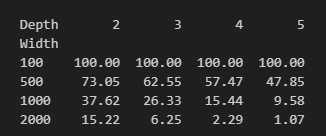 Depth 2 3 4 5
Width
100 100.00 100.00 100.00 100.00
500 73.05 62.55 57.47 47.85
1000 37.62 26.33 15.44 9.58
2000 15.22 6.25 2.29 1.07